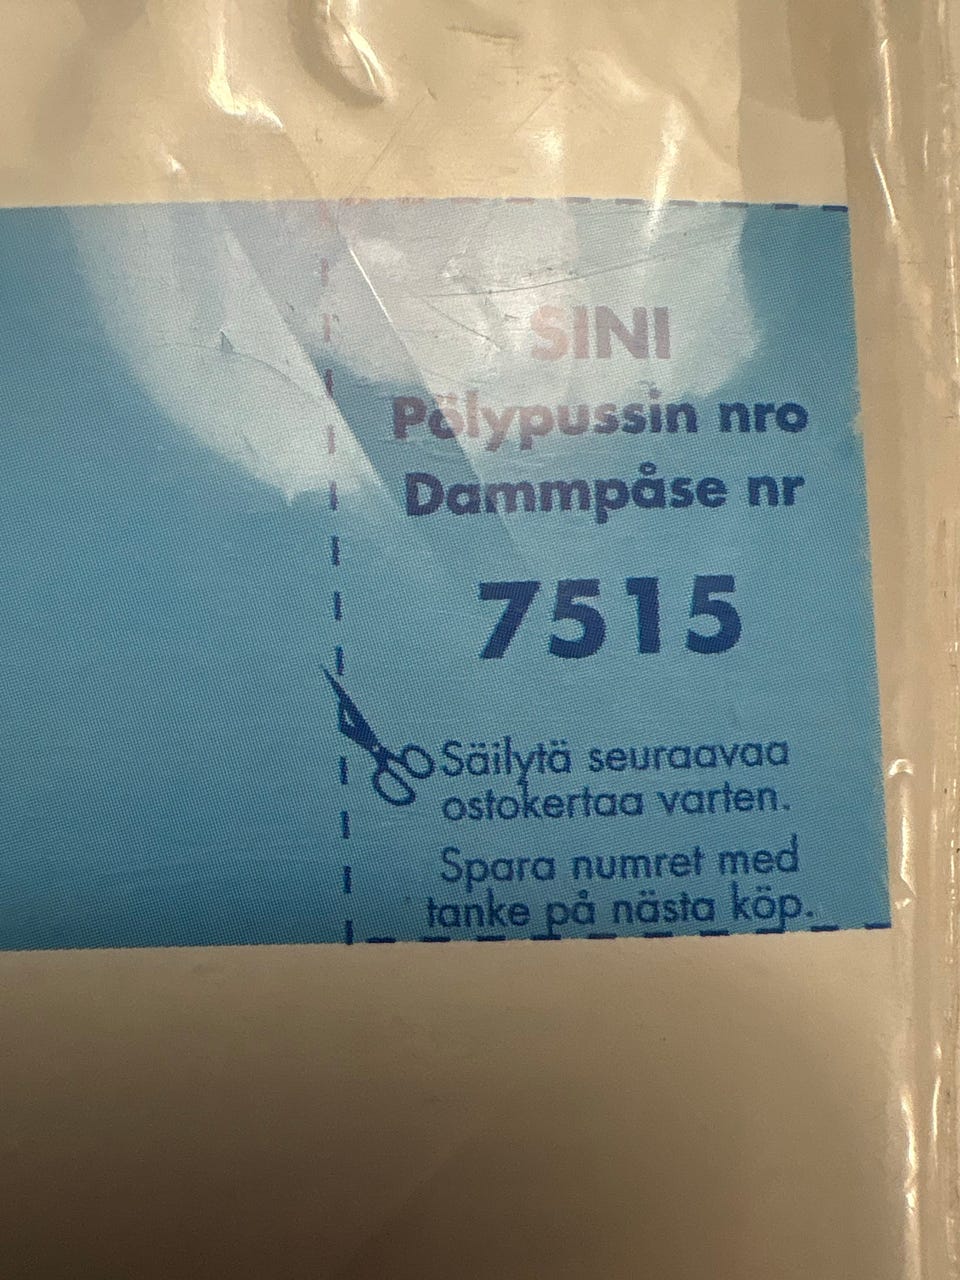 SINI
Pölypussin nro
Dammpåse nr
7515
Säilytä seuraavaa
ostokertaa varten.
Spara numret med
tanke på nästa köp.